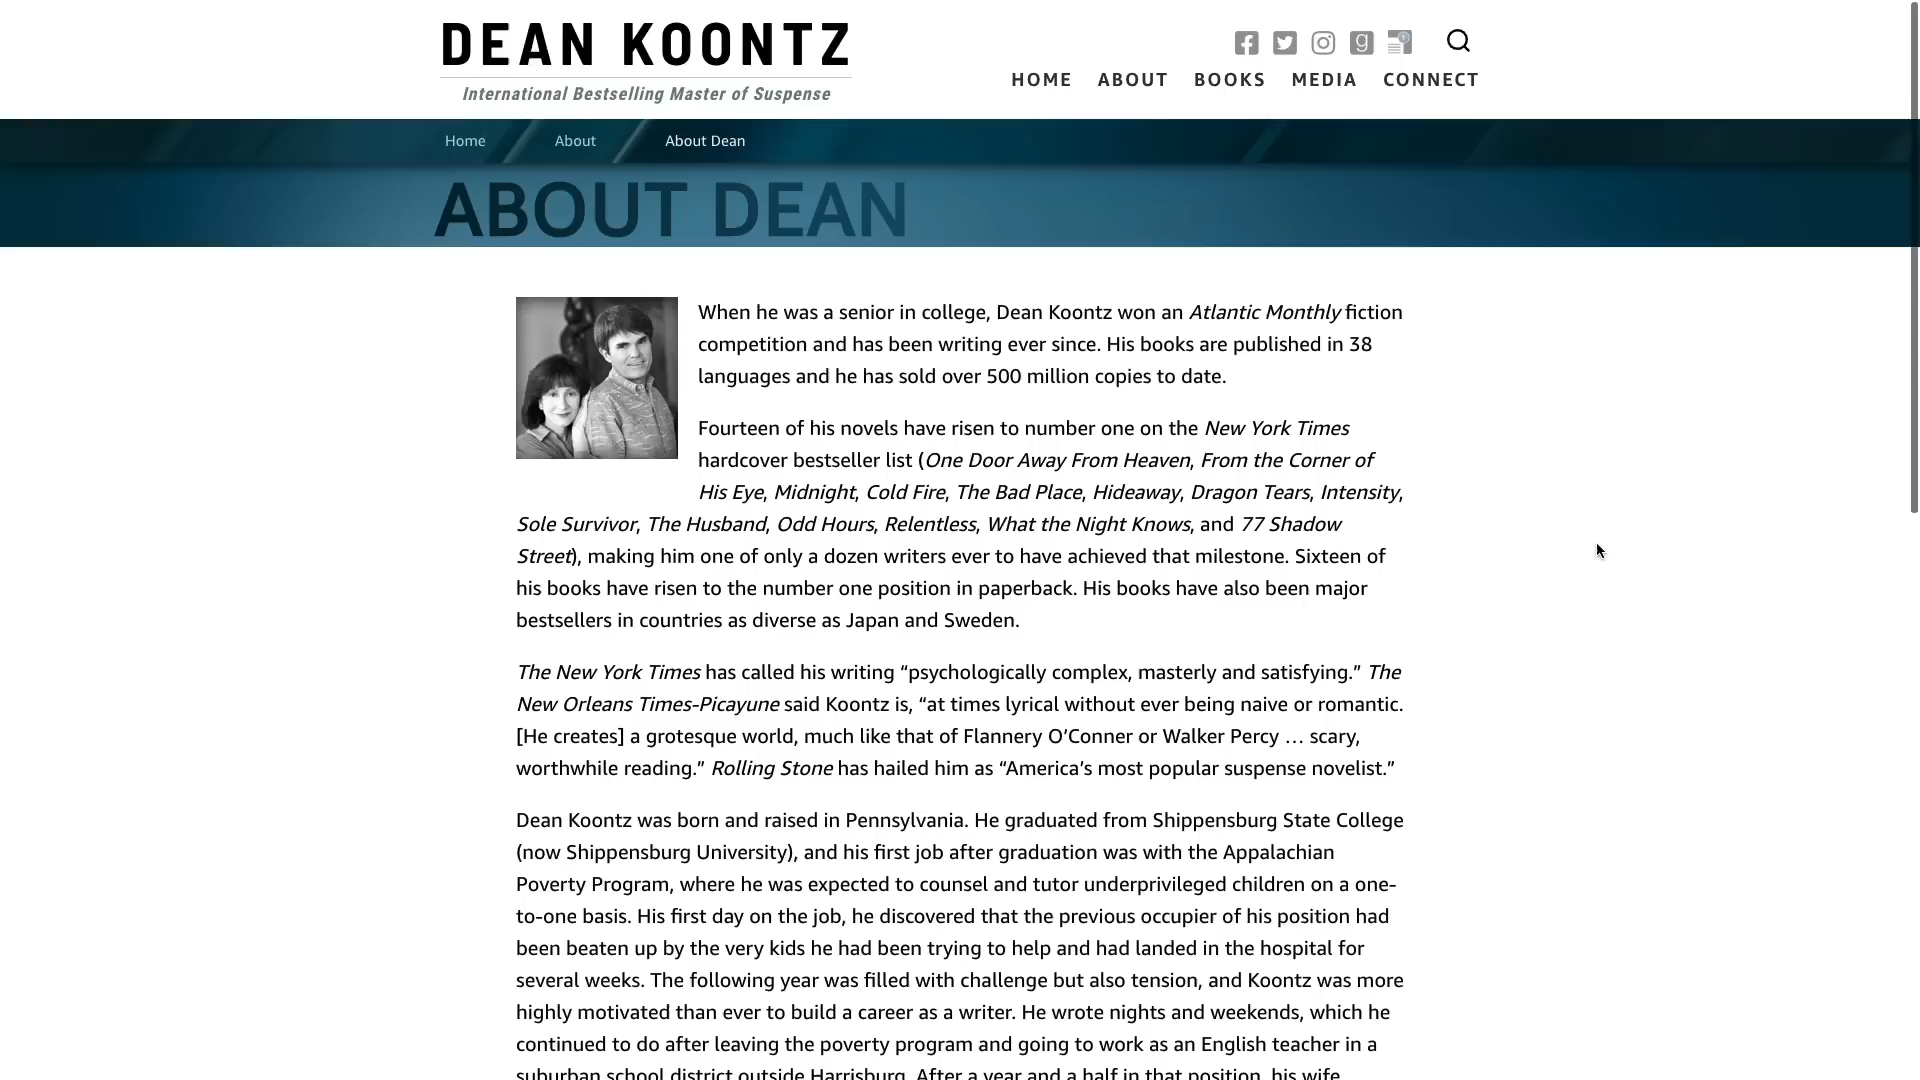 DEAN KOONTZ
International Bestselling Master of Suspense
HOME ABOUT BOOKS MEDIA CONNECT
Home About About Dean
ABOUT DEAN
When he was a senior in college, Dean Koontz won an Atlantic Monthly fiction
competition and has been writing ever since. His books are published in 38
languages and he has sold over 500 million copies to date.
Fourteen of his novels have risen to number one on the New York Times
hardcover bestseller list (One Door Away From Heaven, From the Corner of
His Eye, Midnight, Cold Fire, The Bad Place, Hideaway, Dragon Tears, Intensity,
Sole Survivor, The Husband, Odd Hours, Relentless, What the Night Knows, and 77 Shadow
Street), making him one of only a dozen writers ever to have achieved that milestone. Sixteen of
his books have risen to the number one position in paperback. His books have also been major
bestsellers in countries as diverse as Japan and Sweden.
The New York Times has called his writing “psychologically complex, masterly and satisfying.” The
New Orleans Times-Picayune said Koontz is, “at times lyrical without ever being naive or romantic.
[He creates] a grotesque world, much like that of Flannery O’Conner or Walker Percy … scary,
worthwhile reading.” Rolling Stone has hailed him as “America’s most popular suspense novelist.”
Dean Koontz was born and raised in Pennsylvania. He graduated from Shippensburg State College
(now Shippensburg University), and his first job after graduation was with the Appalachian
Poverty Program, where he was expected to counsel and tutor underprivileged children on a one-
to-one basis. His first day on the job, he discovered that the previous occupier of his position had
been beaten up by the very kids he had been trying to help and had landed in the hospital for
several weeks. The following year was filled with challenge but also tension, and Koontz was more
highly motivated than ever to build a career as a writer. He wrote nights and weekends, which he
continued to do after leaving the poverty program and going to work as an English teacher in a
suburban school district outside Harrisburg. After a year and a half in that position, his wife,